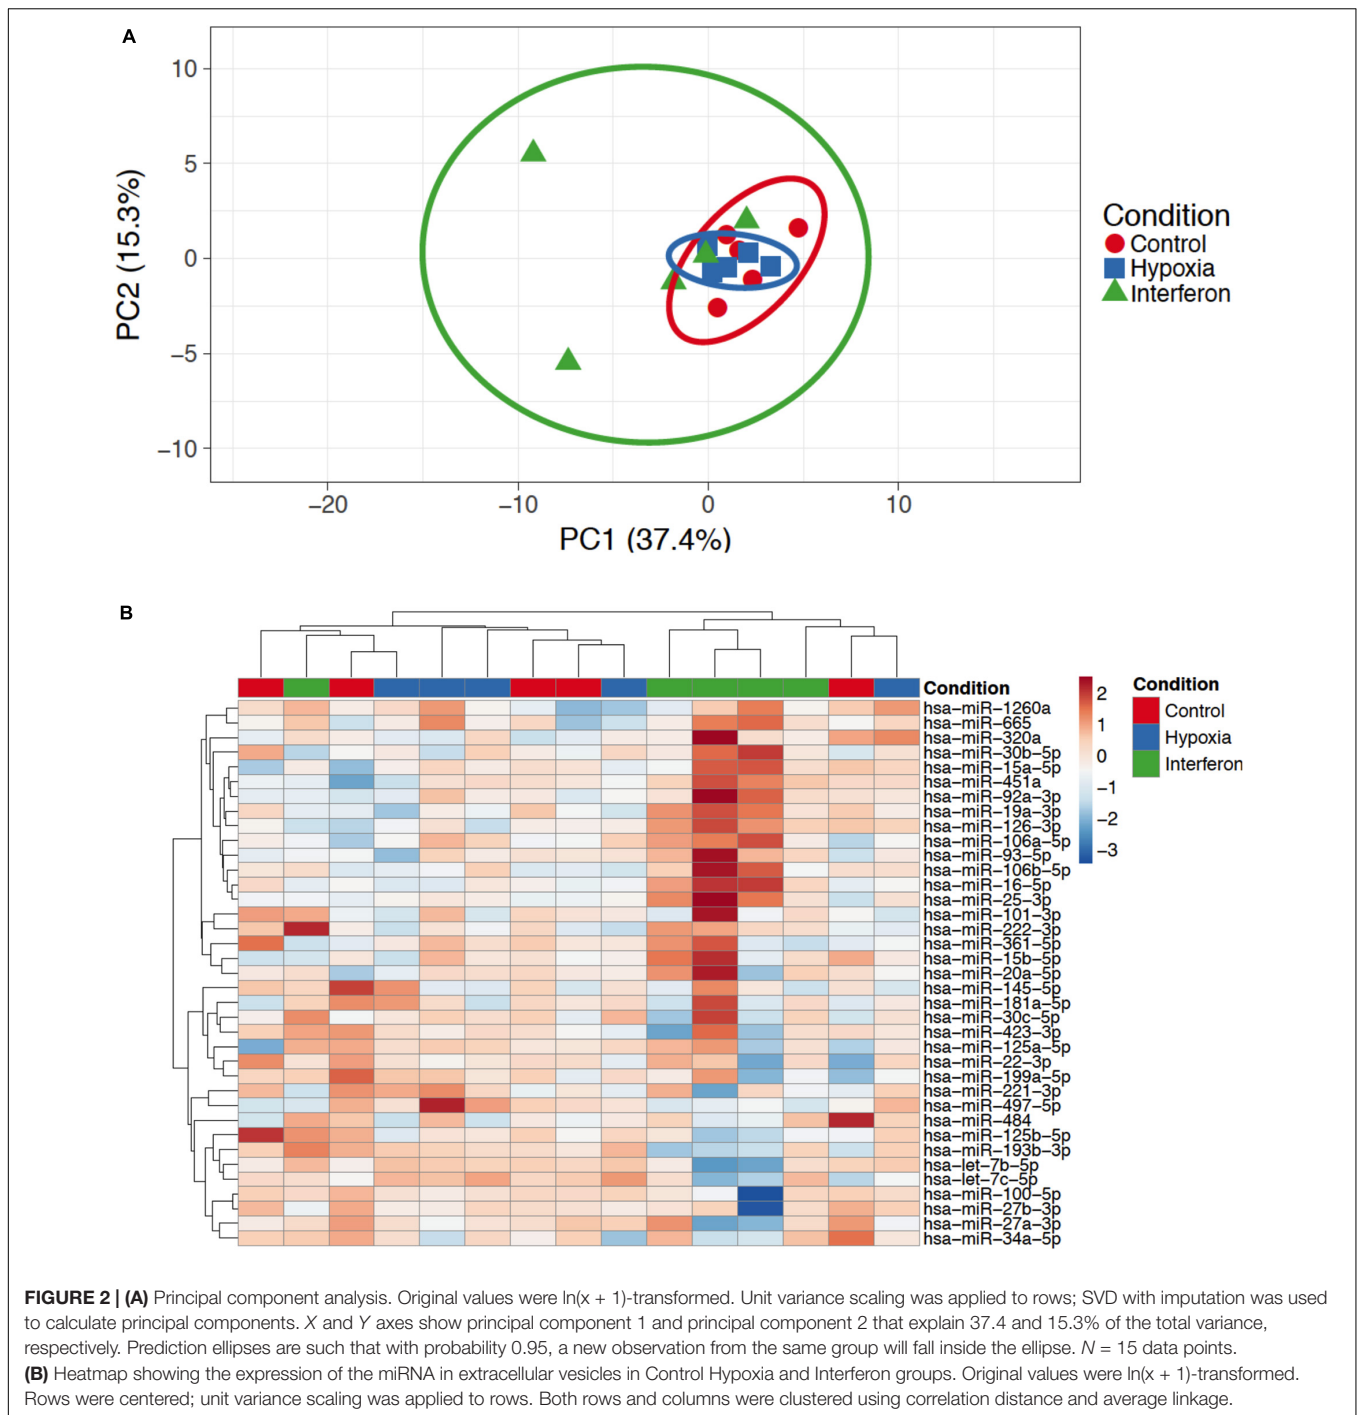 A
10
5
0
−5
−10
PC2 (15.3%)
−20
−10
0
10
PC1 (37.4%)
Condition
Control
Hypoxia
Interferon
B
Condition
hsa−miR−1260a
hsa−miR−665
hsa−miR−320a
hsa−miR−30b−5p
hsa−miR−15a−5p
hsa−miR−451a
hsa−miR−92a−3p
hsa−miR−19a−3p
hsa−miR−126−3p
hsa−miR−106a−5p
hsa−miR−93−5p
hsa−miR−106b−5p
hsa−miR−16−5p
hsa−miR−25−3p
hsa−miR−101−3p
hsa−miR−222−3p
hsa−miR−361−5p
hsa−miR−15b−5p
hsa−miR−20a−5p
hsa−miR−145−5p
hsa−miR−181a−5p
hsa−miR−30c−5p
hsa−miR−423−3p
hsa−miR−125a−5p
hsa−miR−22−3p
hsa−miR−199a−5p
hsa−miR−221−3p
hsa−miR−497−5p
hsa−miR−484
hsa−miR−125b−5p
hsa−miR−193b−3p
hsa−let−7b−5p
hsa−let−7c−5p
hsa−miR−100−5p
hsa−miR−27b−3p
hsa−miR−27a−3p
hsa−miR−34a−5p
2
1
0
−1
−2
−3
Condition
Control
Hypoxia
Interferon
FIGURE 2 | (A) Principal component analysis. Original values were ln(x + 1)-transformed. Unit variance scaling was applied to rows; SVD with imputation was used
to calculate principal components. X and Y axes show principal component 1 and principal component 2 that explain 37.4 and 15.3% of the total variance,
respectively. Prediction ellipses are such that with probability 0.95, a new observation from the same group will fall inside the ellipse. N = 15 data points.
(B) Heatmap showing the expression of the miRNA in extracellular vesicles in Control Hypoxia and Interferon groups. Original values were ln(x + 1)-transformed.
Rows were centered; unit variance scaling was applied to rows. Both rows and columns were clustered using correlation distance and average linkage.